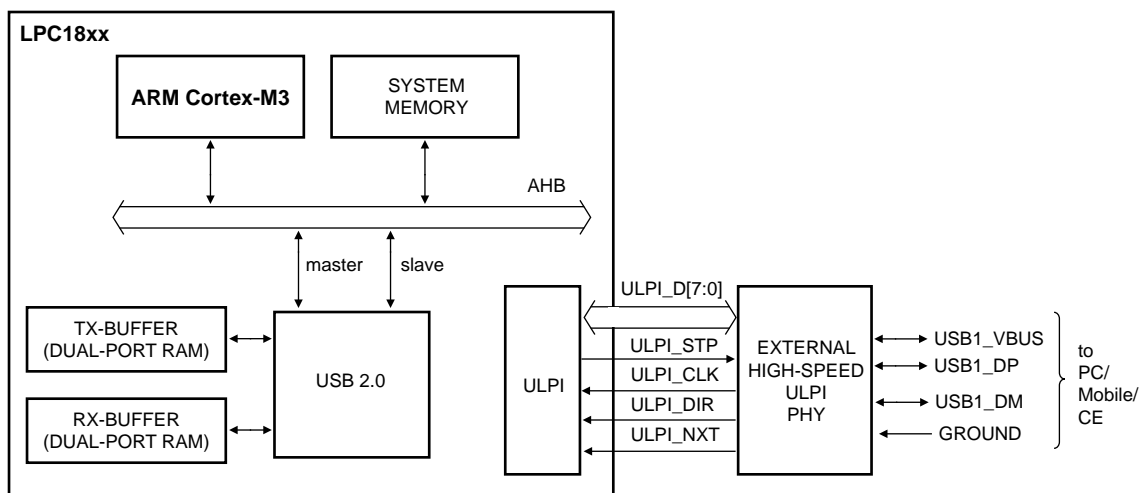 LPC18xx
ARM Cortex-M3
SYSTEM
MEMORY
AHB
master
slave
TX-BUFFER
(DUAL-PORT RAM)
RX-BUFFER
(DUAL-PORT RAM)
USB 2.0
ULPI
ULPI_D[7:0]
ULPI_STP
ULPI_CLK
ULPI_DIR
ULPI_NXT
EXTERNAL
HIGH-SPEED
ULPI
PHY
USB1_VBUS
USB1_DP
USB1_DM
GROUND
to
PC/
Mobile/
CE